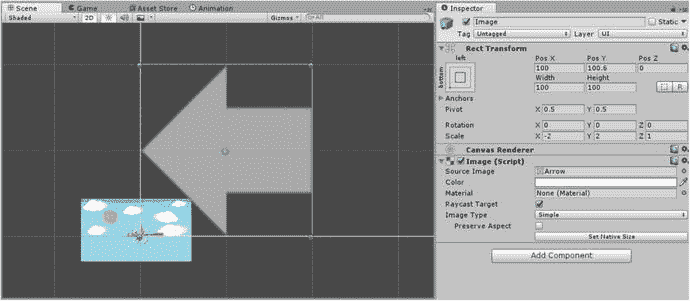 Scene Game Asset Store Animation
Shaded 2D Gizmos All
Inspector
Image Static
Tag Untagged Layer UI
Rect Transform
left Pos X Pos Y Pos Z
bottom 100 100.6 0
Width Height
100 100
R
Anchors
Pivot X 0.5 Y 0.5
Rotation X 0 Y 0 Z 0
Scale X -2 Y 2 Z 1
Canvas Renderer
Image (Script)
Source Image Arrow
Color
Material None (Material)
Raycast Target
Image Type Simple
Preserve Aspect
Set Native Size
Add Component